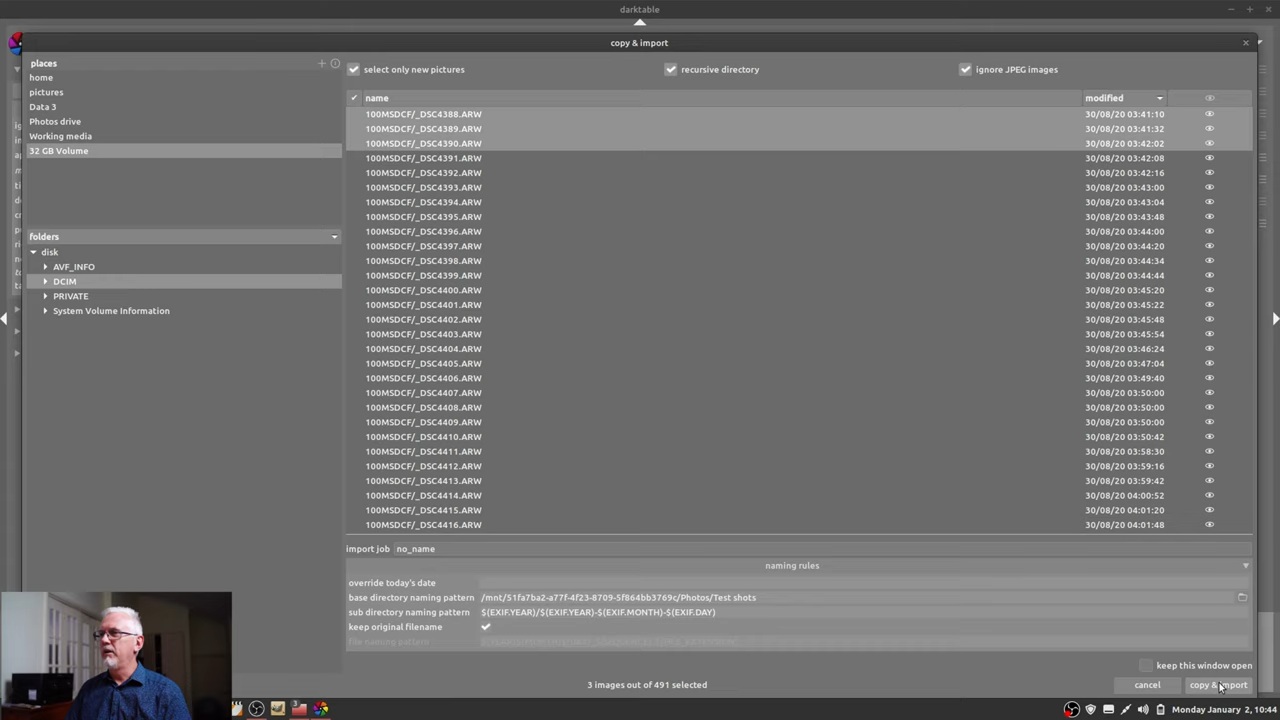 darktable
copy & import
places
home
pictures
Data 3
Photos drive
Working media
32 GB Volume
folders
disk
AVF_INFO
DCIM
PRIVATE
System Volume Information
select only new pictures
recursive directory
ignore JPEG images
name modified
100MSDCF/_DSC4388.ARW 30/08/20 03:41:10
100MSDCF/_DSC4389.ARW 30/08/20 03:41:32
100MSDCF/_DSC4390.ARW 30/08/20 03:42:02
100MSDCF/_DSC4391.ARW 30/08/20 03:42:08
100MSDCF/_DSC4392.ARW 30/08/20 03:42:16
100MSDCF/_DSC4393.ARW 30/08/20 03:43:00
100MSDCF/_DSC4394.ARW 30/08/20 03:43:04
100MSDCF/_DSC4395.ARW 30/08/20 03:43:48
100MSDCF/_DSC4396.ARW 30/08/20 03:44:00
100MSDCF/_DSC4397.ARW 30/08/20 03:44:20
100MSDCF/_DSC4398.ARW 30/08/20 03:44:34
100MSDCF/_DSC4399.ARW 30/08/20 03:44:44
100MSDCF/_DSC4400.ARW 30/08/20 03:45:20
100MSDCF/_DSC4401.ARW 30/08/20 03:45:22
100MSDCF/_DSC4402.ARW 30/08/20 03:45:48
100MSDCF/_DSC4403.ARW 30/08/20 03:45:54
100MSDCF/_DSC4404.ARW 30/08/20 03:46:24
100MSDCF/_DSC4405.ARW 30/08/20 03:47:04
100MSDCF/_DSC4406.ARW 30/08/20 03:49:40
100MSDCF/_DSC4407.ARW 30/08/20 03:50:00
100MSDCF/_DSC4408.ARW 30/08/20 03:50:00
100MSDCF/_DSC4409.ARW 30/08/20 03:50:00
100MSDCF/_DSC4410.ARW 30/08/20 03:50:42
100MSDCF/_DSC4411.ARW 30/08/20 03:58:30
100MSDCF/_DSC4412.ARW 30/08/20 03:59:16
100MSDCF/_DSC4413.ARW 30/08/20 03:59:42
100MSDCF/_DSC4414.ARW 30/08/20 04:00:52
100MSDCF/_DSC4415.ARW 30/08/20 04:01:20
100MSDCF/_DSC4416.ARW 30/08/20 04:01:48
import job no_name
naming rules
override today's date
base directory naming pattern /mnt/51fa7ba2-a77f-4f23-8709-5f864bb3769c/Photos/Test shots
sub directory naming pattern $(EXIF.YEAR)/$(EXIF.YEAR)-$(EXIF.MONTH)-$(EXIF.DAY)
keep original filename
file naming pattern
keep this window open
3 images out of 491 selected
cancel copy & import
3
Monday January 2, 10:44